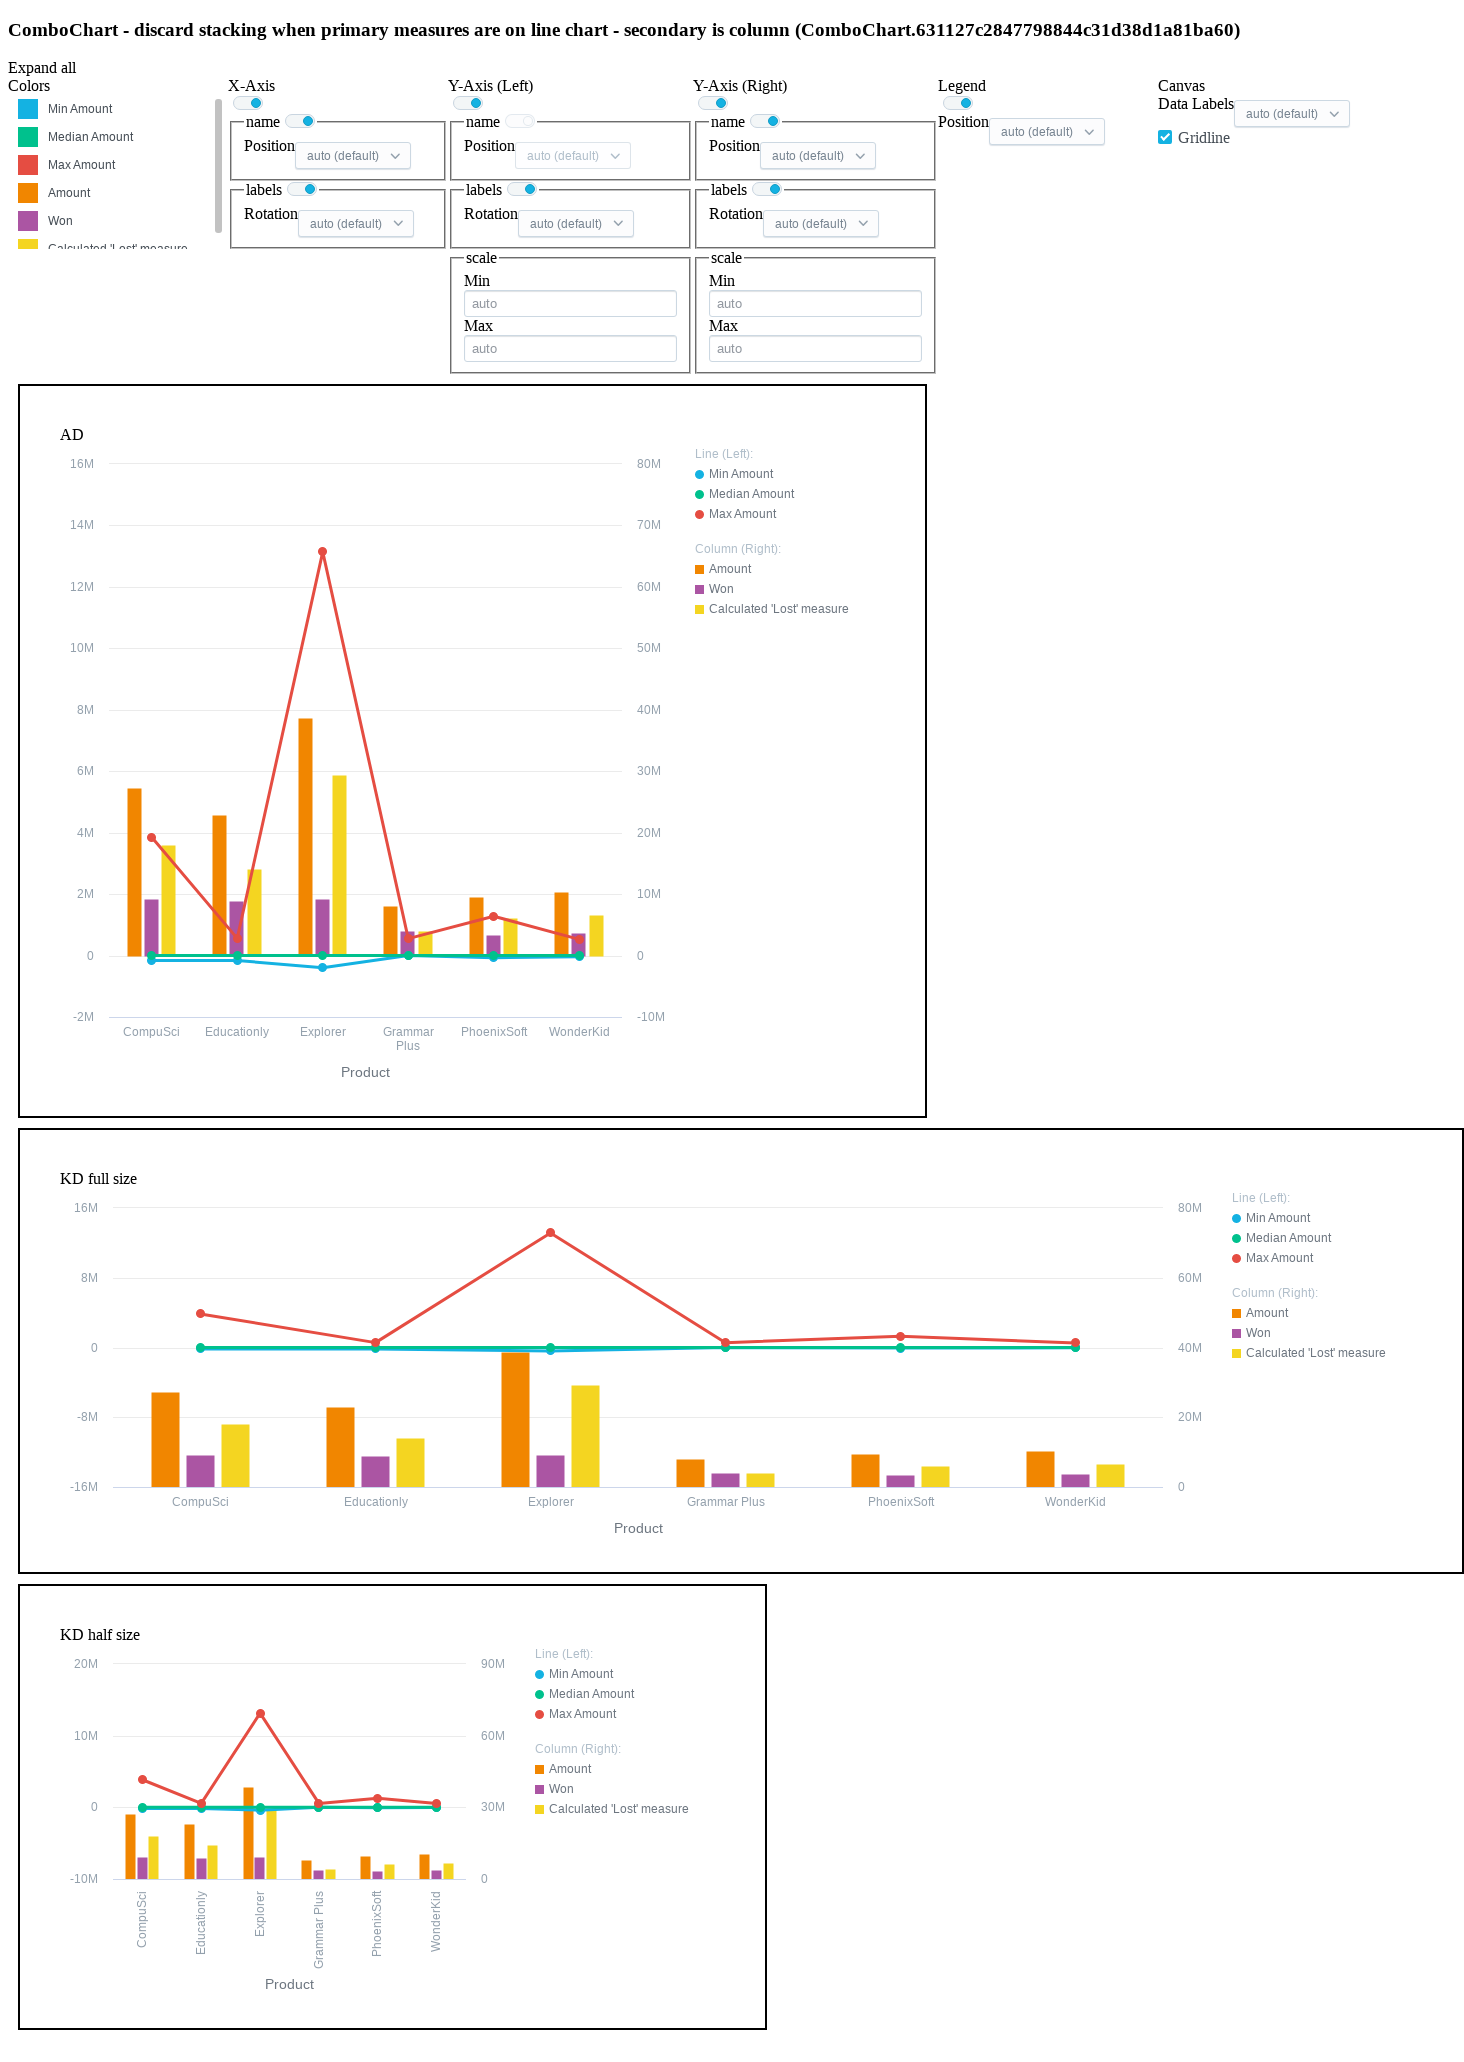 ComboChart - discard stacking when primary measures are on line chart - secondary is column (ComboChart.631127c2847798844c31d38d1a81ba60)
Expand all
Colors
Min Amount
Median Amount
Max Amount
Amount
Won
Calculated 'Lost' measure
X-Axis
name
Position auto (default)
labels
Rotation auto (default)
Y-Axis (Left)
name
Position auto (default)
labels
Rotation auto (default)
scale
Min
auto
Max
auto
Y-Axis (Right)
name
Position auto (default)
labels
Rotation auto (default)
scale
Min
auto
Max
auto
Legend
Position auto (default)
Canvas
Data Labels auto (default)
Gridline
AD
16M
14M
12M
10M
8M
6M
4M
2M
0
-2M
80M
70M
60M
50M
40M
30M
20M
10M
0
-10M
CompuSci
Educationly
Explorer
Grammar
Plus
PhoenixSoft
WonderKid
Product
Line (Left):
Min Amount
Median Amount
Max Amount
Column (Right):
Amount
Won
Calculated 'Lost' measure
KD full size
16M
8M
0
-8M
-16M
80M
60M
40M
20M
0
CompuSci
Educationly
Explorer
Grammar Plus
PhoenixSoft
WonderKid
Product
Line (Left):
Min Amount
Median Amount
Max Amount
Column (Right):
Amount
Won
Calculated 'Lost' measure
KD half size
20M
10M
0
-10M
90M
60M
30M
0
CompuSci
Educationly
Explorer
Grammar Plus
PhoenixSoft
WonderKid
Product
Line (Left):
Min Amount
Median Amount
Max Amount
Column (Right):
Amount
Won
Calculated 'Lost' measure